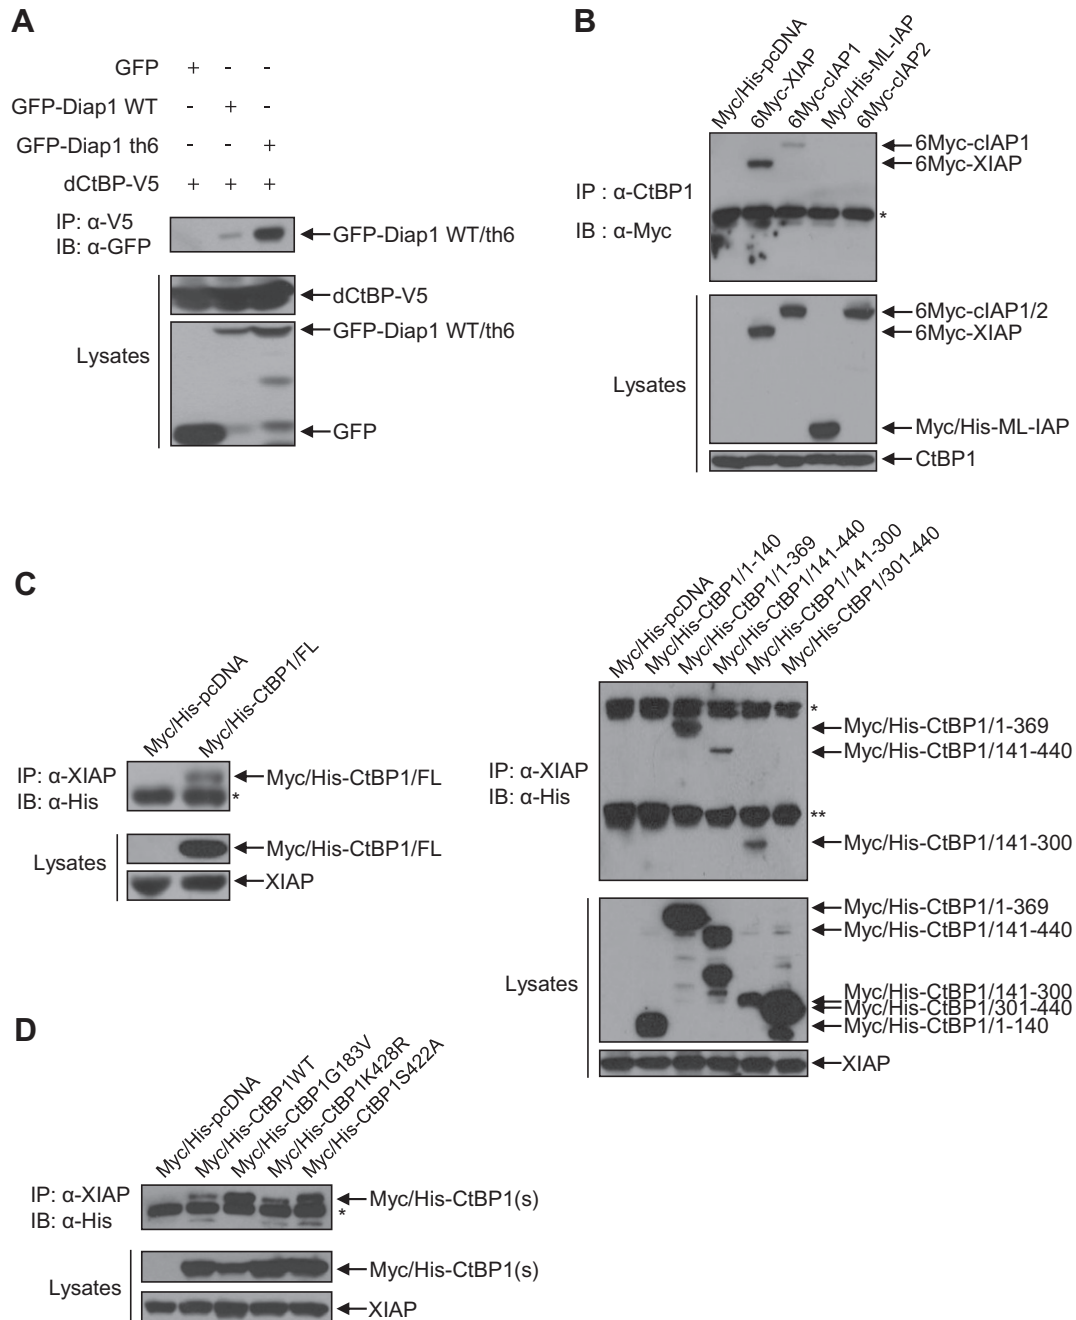 A
GFP + - -
GFP-Diap1 WT - + -
GFP-Diap1 th6 - - +
dCtBP-V5 + + +
IP: α-V5
IB: α-GFP
GFP-Diap1 WT/th6
dCtBP-V5
GFP-Diap1 WT/th6
Lysates
GFP
B
Myc/His-pcDNA
6Myc-XIAP
6Myc-cIAP1
Myc/His-ML-IAP
6Myc-cIAP2
6Myc-cIAP1
6Myc-XIAP
IP : α-CtBP1
*
IB : α-Myc
6Myc-cIAP1/2
6Myc-XIAP
Lysates
Myc/His-ML-IAP
CtBP1
C
Myc/His-pcDNA
Myc/His-CtBP1/FL
IP: α-XIAP
IB: α-His
Myc/His-CtBP1/FL
*
Lysates
Myc/His-CtBP1/FL
XIAP
Myc/His-pcDNA
Myc/His-CtBP1/1-140
Myc/His-CtBP1/1-369
Myc/His-CtBP1/141-440
Myc/His-CtBP1/141-300
Myc/His-CtBP1/301-440
*
Myc/His-CtBP1/1-369
Myc/His-CtBP1/141-440
IP: α-XIAP
IB: α-His
**
Myc/His-CtBP1/141-300
Myc/His-CtBP1/1-369
Myc/His-CtBP1/141-440
Lysates
Myc/His-CtBP1/141-300
Myc/His-CtBP1/301-440
Myc/His-CtBP1/1-140
XIAP
D
Myc/His-pcDNA
Myc/His-CtBP1WT
Myc/His-CtBP1G183V
Myc/His-CtBP1K428R
Myc/His-CtBP1S422A
IP: α-XIAP
IB: α-His
Myc/His-CtBP1(s)
*
Lysates
Myc/His-CtBP1(s)
XIAP